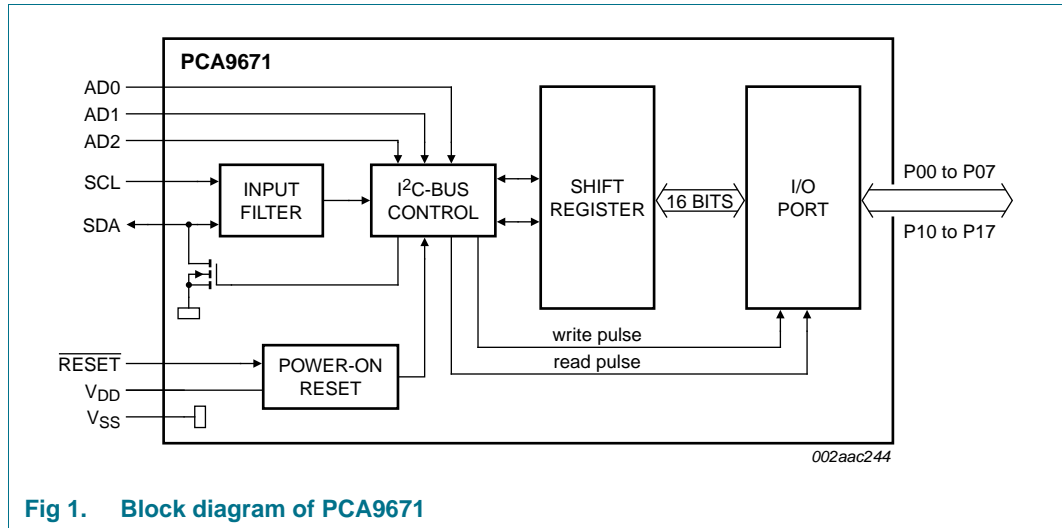 PCA9671
AD0
AD1
AD2
SCL
SDA
INPUT
FILTER
I2C-BUS
CONTROL
SHIFT
REGISTER
16 BITS
I/O
PORT
P00 to P07
P10 to P17
write pulse
read pulse
RESET
VDD
VSS
POWER-ON
RESET
002aac244
Fig 1. Block diagram of PCA9671